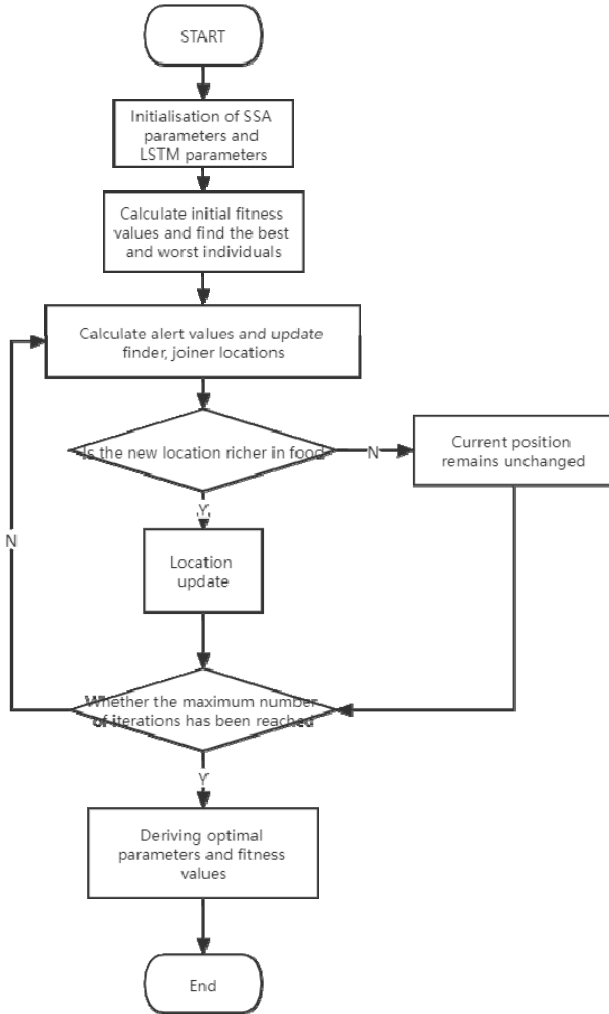 START
Initialisation of SSA
parameters and
LSTM parameters
Calculate initial fitness
values and find the best
and worst individuals
Calculate alert values and update
finder, joiner locations
Is the new location richer in food
N
Current position
remains unchanged
Y
Location
update
N
Whether the maximum number
of iterations has been reached
Y
Deriving optimal
parameters and fitness
values
End